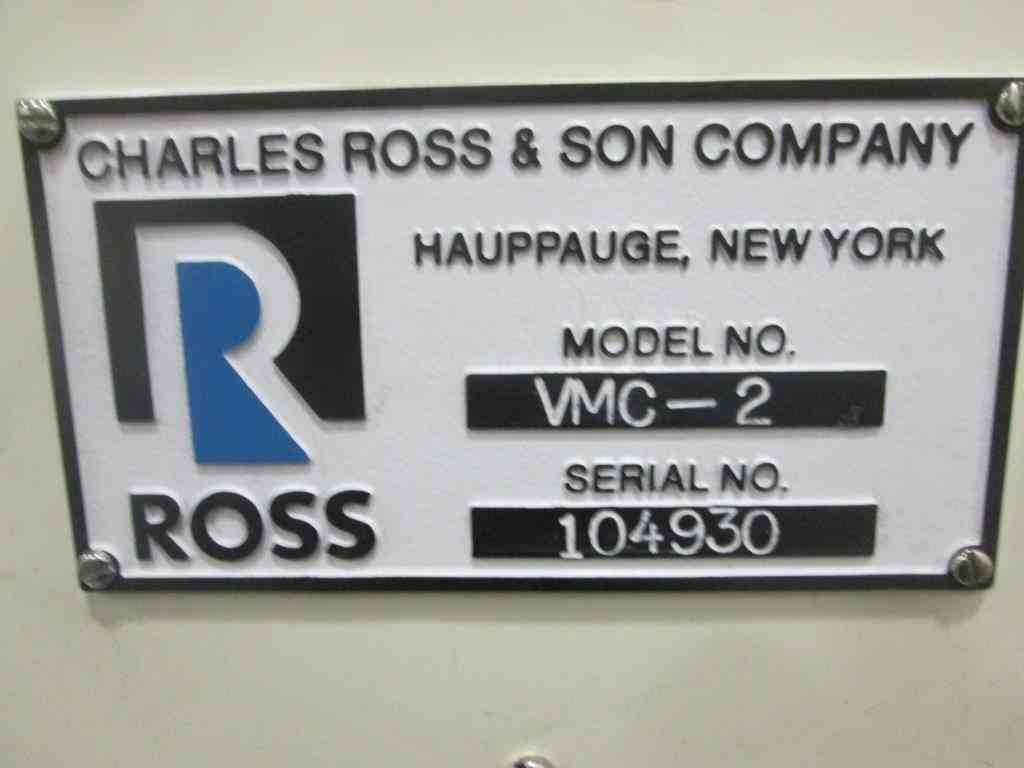 CHARLES ROSS & SON COMPANY
HAUPPAUGE, NEW YORK
MODEL NO.
VMC-2
SERIAL NO.
104930
R
ROSS